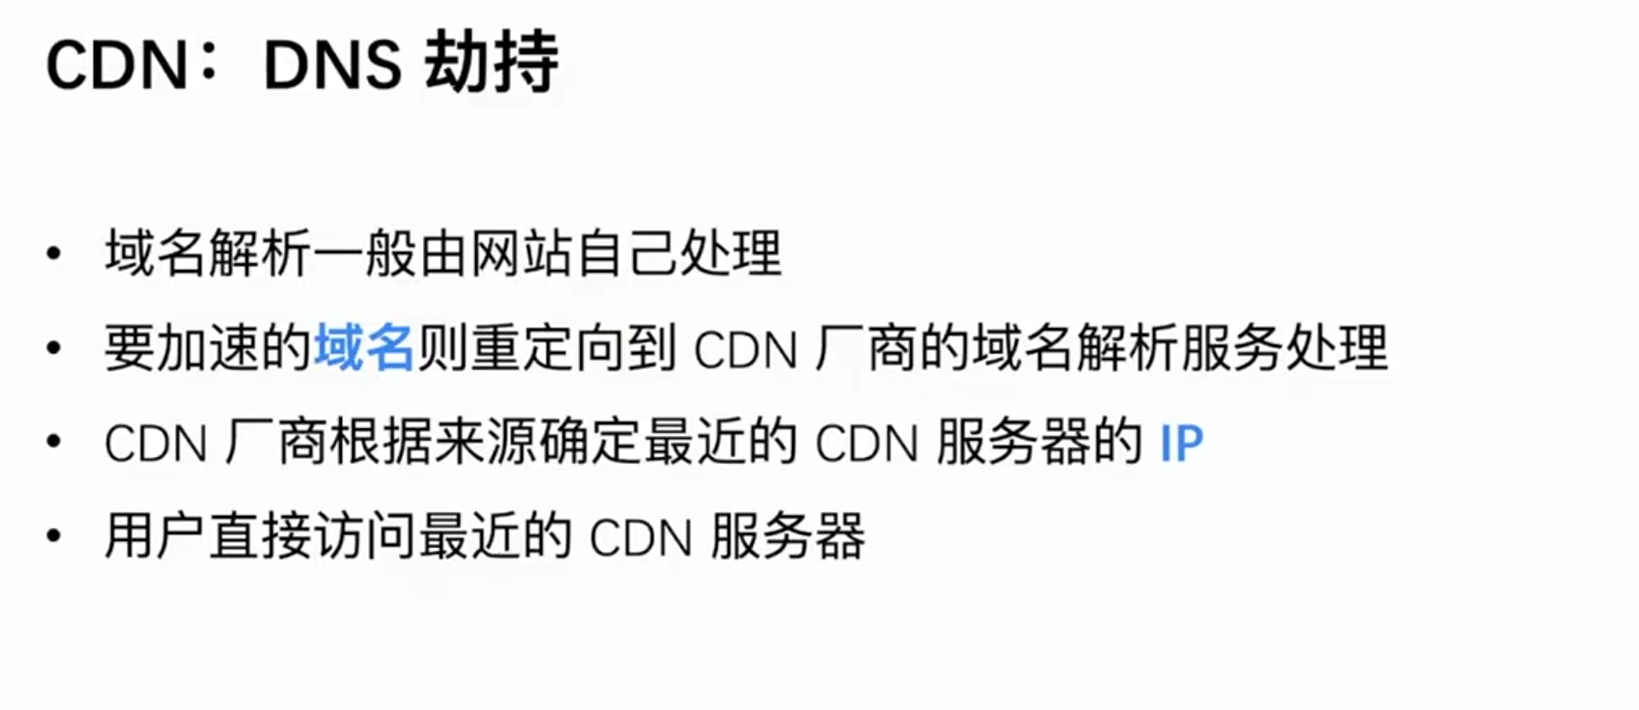 CDN：DNS 劫持
• 域名解析一般由网站自己处理
• 要加速的域名则重定向到 CDN 厂商的域名解析服务处理
• CDN 厂商根据来源确定最近的 CDN 服务器的 IP
• 用户直接访问最近的 CDN 服务器